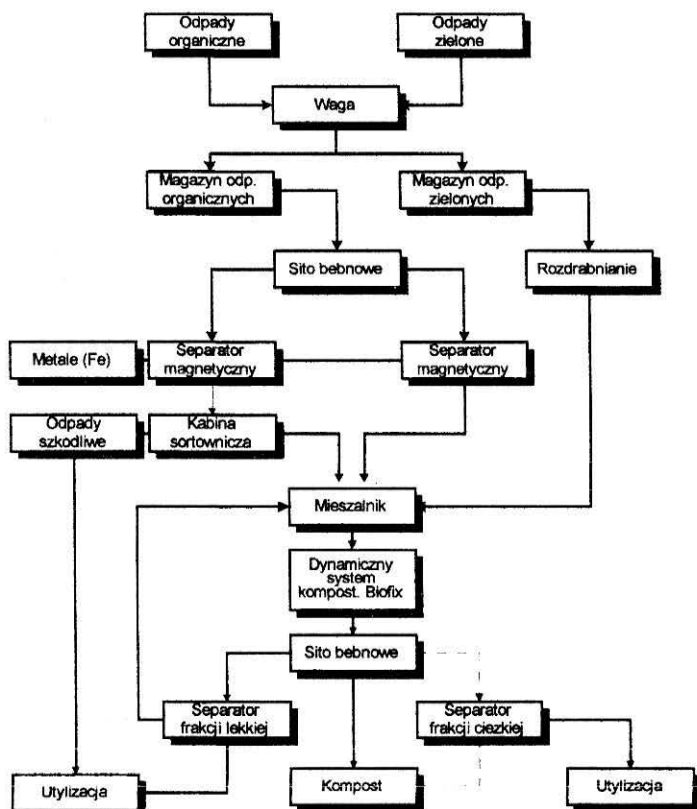 Odpady
organiczne
Odpady
zielone
Waga
Magazyn odp.
organicznych
Magazyn odp.
zielonych
Sito bebnowe
Rozdrabnianie
Metale (Fe)
Separator
magnetyczny
Separator
magnetyczny
Odpady
szkodliwe
Kabina
sortownicza
Mieszalnik
Dynamiczny
system
kompost. Biofix
Sito bebnowe
Separator
frakcji lekkiej
Separator
frakcji ciezkiej
Utylizacja
Kompost
Utylizacja